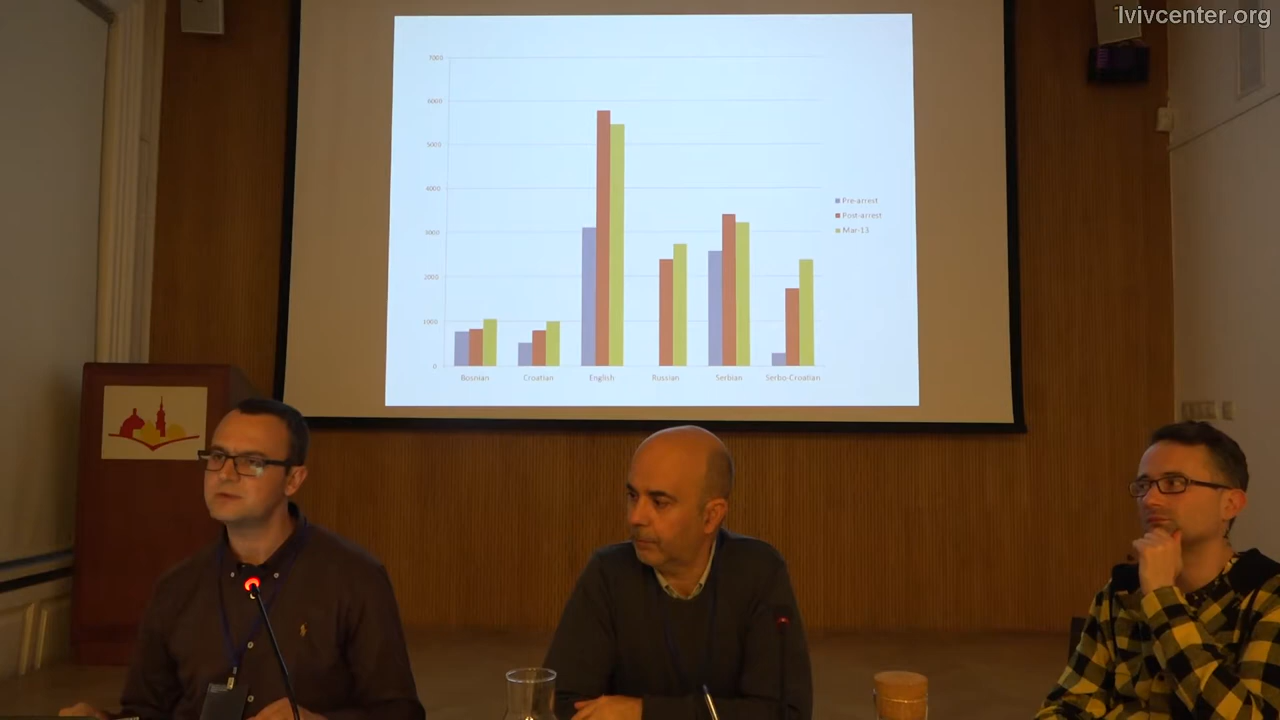 lvivcenter.org
7000
6000
5000
4000
3000
2000
1000
0
Bosnian Croatian English Russian Serbian Serbo-Croatian
Pre-arrest
Post-arrest
Mar-13